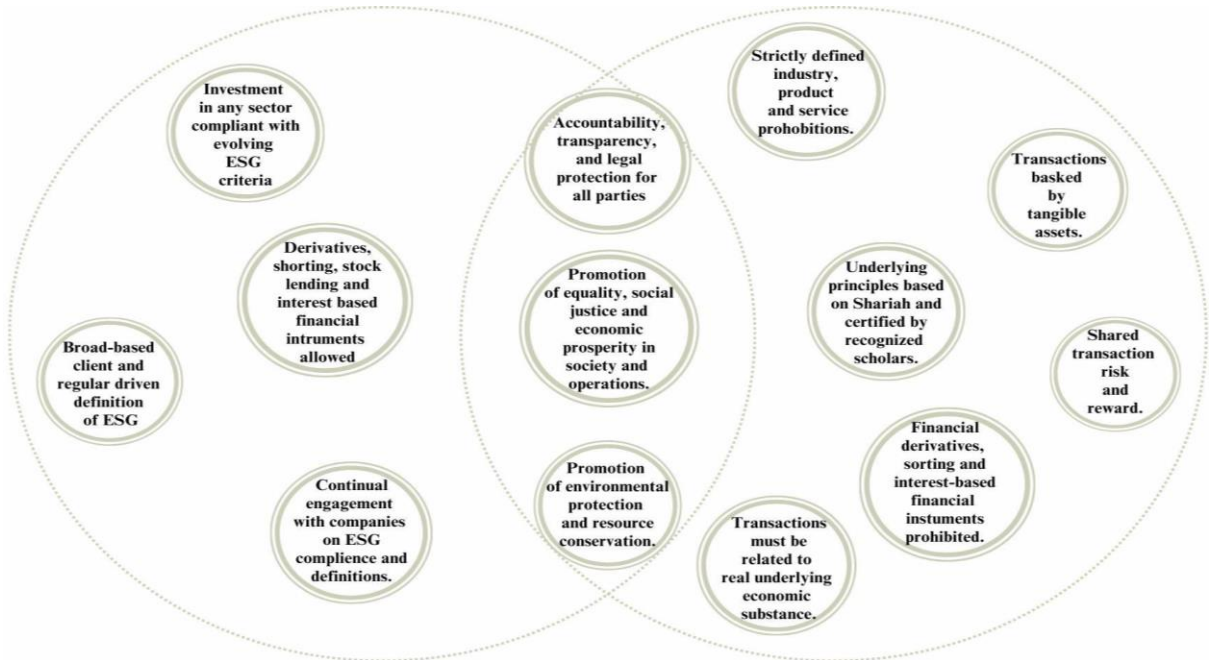 Investment
in any sector
compliant with
evolving
ESG
criteria
Derivatives,
shorting, stock
lending and
interest based
financial
intruments
allowed
Broad-based
client and
regular driven
definition
of ESG
Continual
engagement
with companies
on ESG
complience and
definitions.
Accountability,
transparency,
and legal
protection for
all parties
Promotion
of equality, social
justice and
economic
prosperity in
society and
operations.
Promotion
of environmental
protection
and resource
conservation.
Strictly defined
industry,
product
and service
prohobitions.
Transactions
basked
by
tangible
assets.
Underlying
principles based
on Shariah and
certified by
recognized
scholars.
Shared
transaction
risk
and
reward.
Financial
derivatives,
sorting and
interest-based
financial
instuments
prohibited.
Transactions
must be
related to
real underlying
economic
substance.